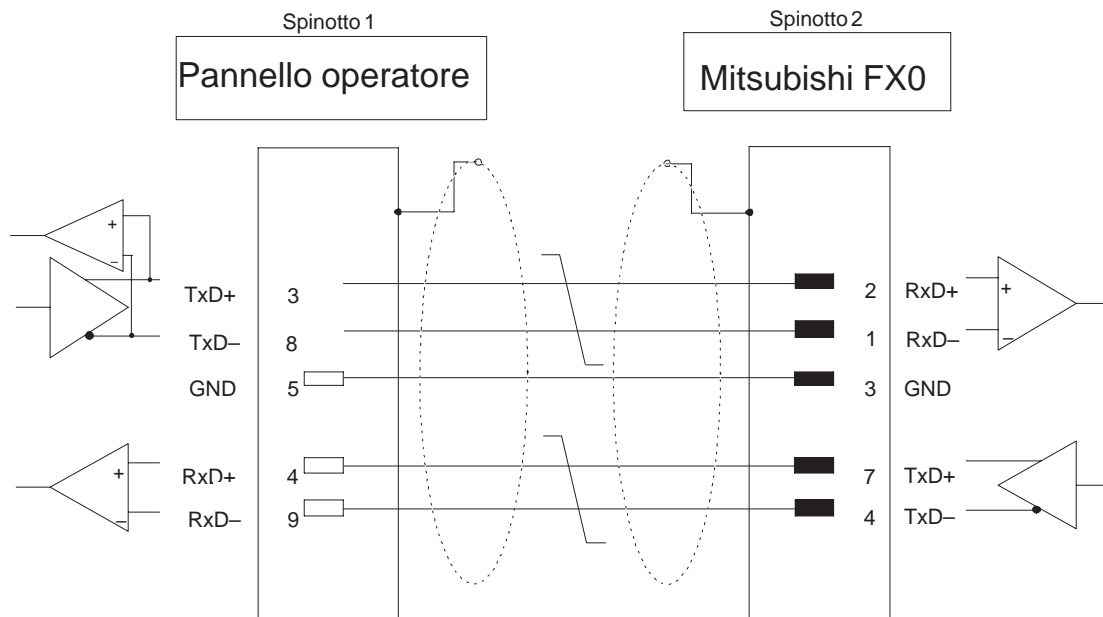 Spinotto 1
Spinotto 2
Pannello operatore
Mitsubishi FX0
TxD+ 3 2 RxD+
TxD– 8 1 RxD–
GND 5 3 GND
RxD+ 4 7 TxD+
RxD– 9 4 TxD–